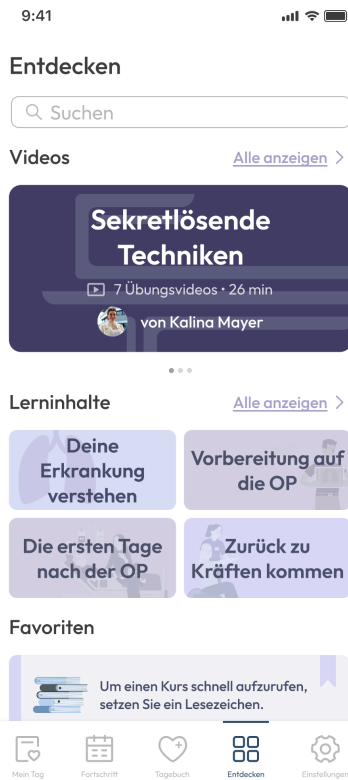 9:41
Entdecken
Suchen
Videos
Alle anzeigen
Sekretlösende
Techniken
7 Übungsvideos • 26 min
von Kalina Mayer
Lerninhalte
Alle anzeigen
Deine
Erkrankung
verstehen
Vorbereitung auf
die OP
Die ersten Tage
nach der OP
Zurück zu
Kräften kommen
Favoriten
Um einen Kurs schnell aufzurufen,
setzen Sie ein Lesezeichen.
Mein Tag
Fortschritt
Tagebuch
Entdecken
Einstellungen